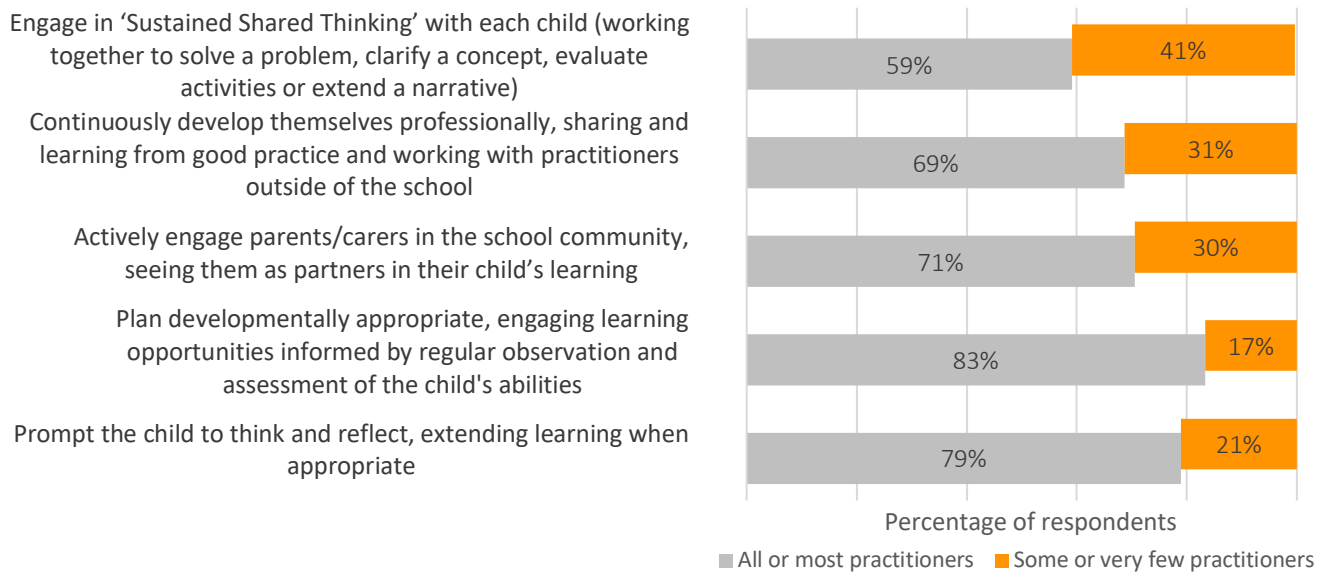 Engage in ‘Sustained Shared Thinking’ with each child (working
together to solve a problem, clarify a concept, evaluate
activities or extend a narrative)
59%
41%
Continuously develop themselves professionally, sharing and
learning from good practice and working with practitioners
outside of the school
69%
31%
Actively engage parents/carers in the school community,
seeing them as partners in their child’s learning
71%
30%
Plan developmentally appropriate, engaging learning
opportunities informed by regular observation and
assessment of the child's abilities
83%
17%
Prompt the child to think and reflect, extending learning when
appropriate
79%
21%
Percentage of respondents
All or most practitioners
Some or very few practitioners